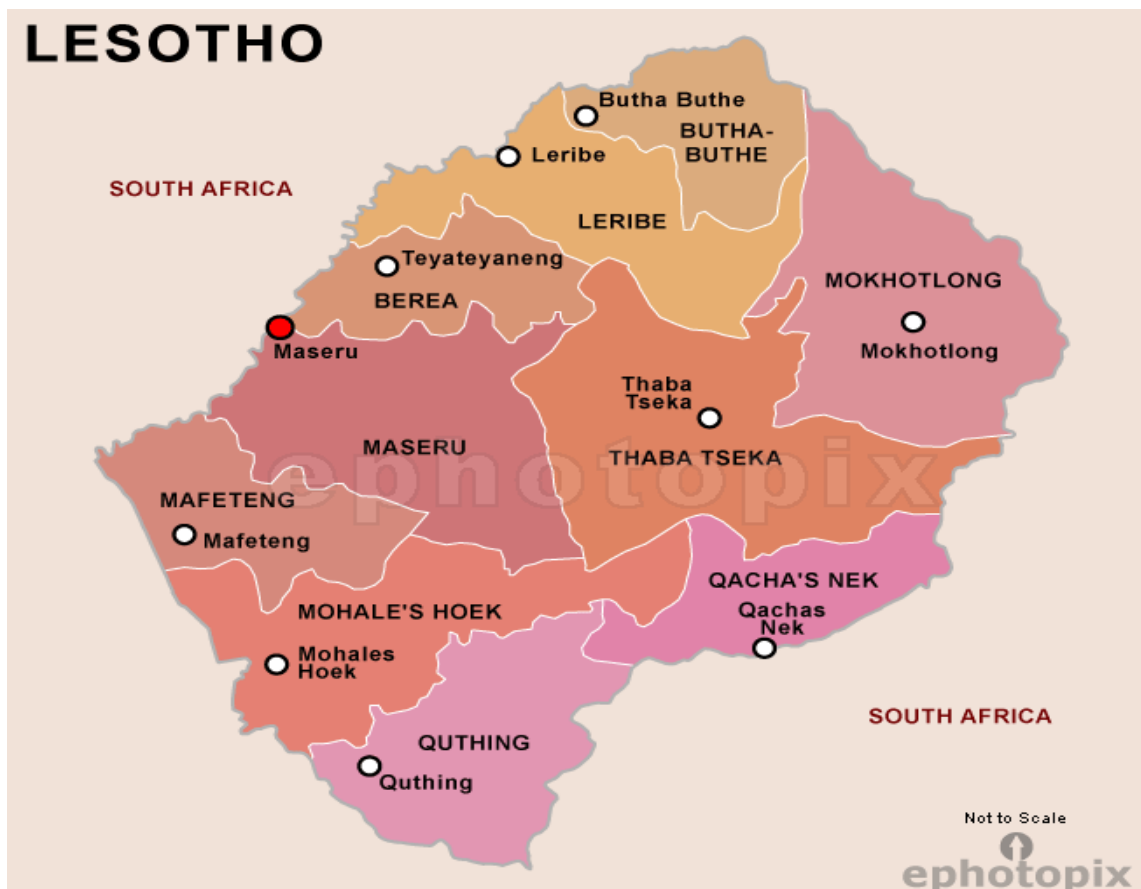 LESOTHO
Butha Buthe
BUTHA-
BUTHE
Leribe
SOUTH AFRICA
LERIBE
Teyateyaneng
BEREA
MOKHOTLONG
Mokhotlong
Maseru
Thaba
Tseka
MASERU
THABA TSEKA
ephotopix
MAFETENG
Mafeteng
QACHA'S NEK
Qachas
Nek
MOHALE'S HOEK
Mohales
Hoek
SOUTH AFRICA
QUTHING
Quthing
Not to Scale
ephotopix